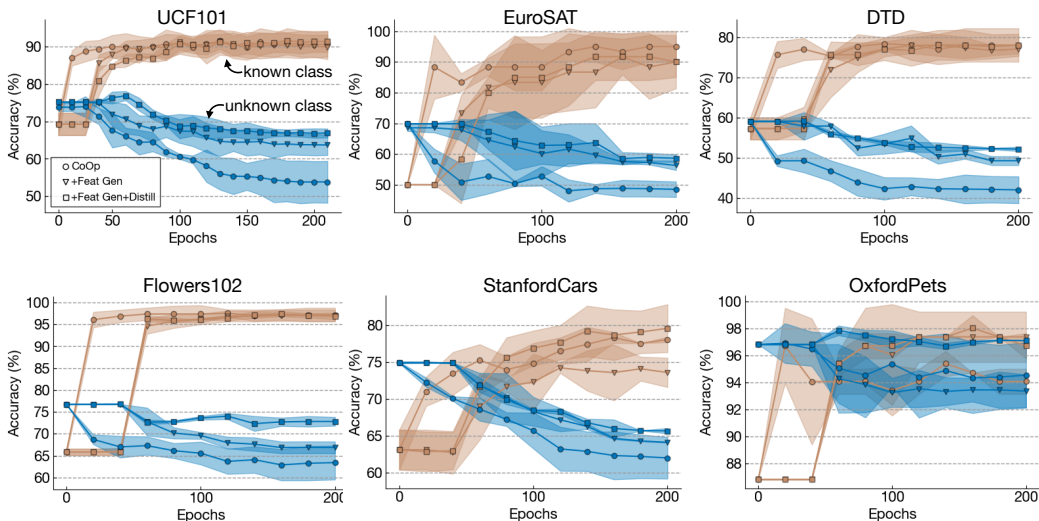 UCF101
EuroSAT
DTD
Accuracy (%)
90
80
70
60
50
known class
unknown class
CoOp
+Feat Gen
+Feat Gen+Distill
0
50
100
150
200
Epochs
Accuracy (%)
100
90
80
70
60
50
0
100
200
Epochs
Accuracy (%)
80
70
60
50
40
0
100
200
Epochs
Flowers102
StanfordCars
OxfordPets
Accuracy (%)
100
95
90
85
80
75
70
65
60
0
100
200
Epochs
Accuracy (%)
80
75
70
65
60
0
100
200
Epochs
Accuracy (%)
100
98
96
94
92
90
88
0
100
200
Epochs